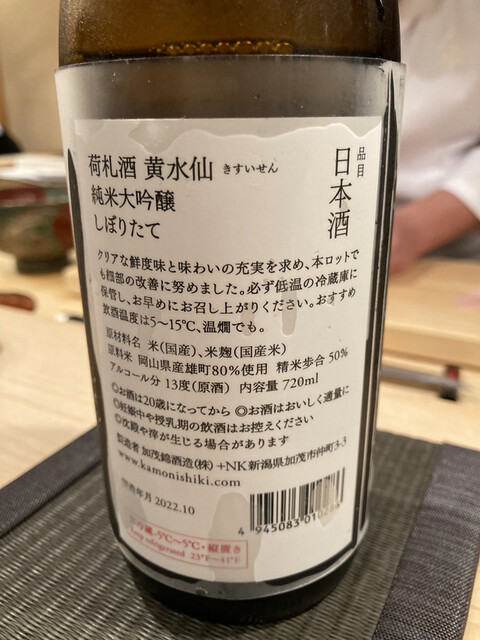 荷札酒 黄水仙 きすいせん
純米大吟醸
しぼりたて
品目
日本酒
クリアな鮮度味と味わいの充実を求め、本ロットで
も細部の改善に努めました。必ず低温の冷蔵庫に
保管し、お早めにお召し上がりください。おすすめ
飲酒温度は5〜15℃、温燗でも。
原材料名 米(国産)、米麹(国産米)
原料米 岡山県産雄町80%使用 精米歩合 50%
アルコール分 13度(原酒) 内容量 720ml
◎お酒は20歳になってから ◎お酒はおいしく適量に
◎妊娠中や授乳期の飲酒はお控えください
◎沈殿や滓が生じる場合があります
製造者 加茂錦酒造(株) +NK新潟県加茂市仲町3-3
www.kamonishiki.com
製造年月 2022.10
4 945083 0102
-5℃〜5℃・縦置き
Keep refrigerated 23°F〜41°F